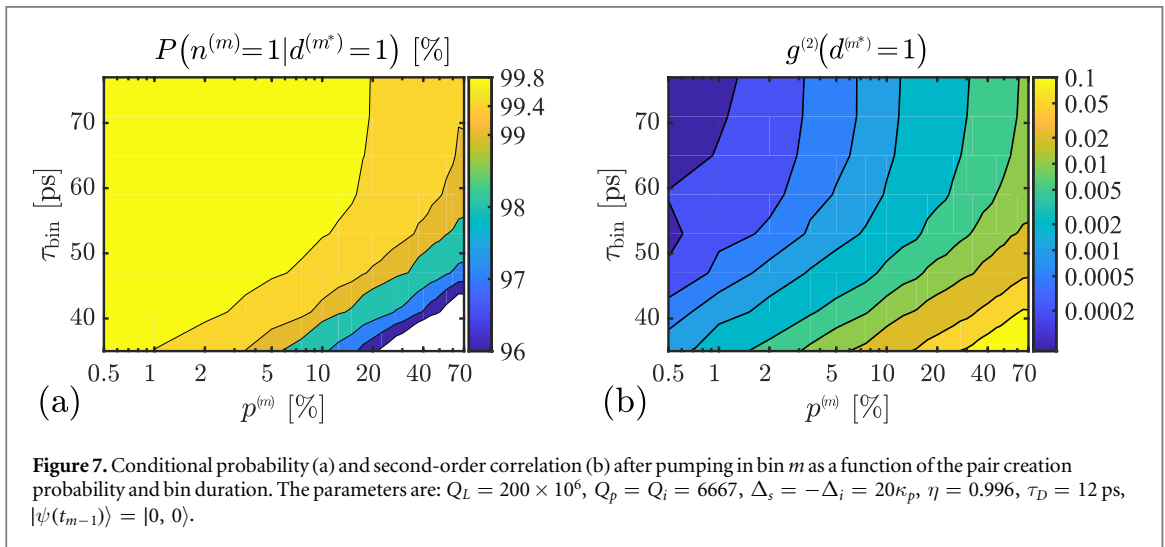 P(n^(m)=1|d^(m*)=1) [%]
99.8
99.4
99
98
97
96
70
60
50
40
τ_bin [ps]
0.5 1 2 5 10 20 40 70
p^(m) [%]
(a)
g^(2)(d^(m*)=1)
0.1
0.05
0.02
0.01
0.005
0.002
0.001
0.0005
0.0002
70
60
50
40
τ_bin [ps]
0.5 1 2 5 10 20 40 70
p^(m) [%]
(b)
Figure 7. Conditional probability (a) and second-order correlation (b) after pumping in bin m as a function of the pair creation
probability and bin duration. The parameters are: Q_L = 200 × 10^6, Q_p = Q_i = 6667, Δ_s = −Δ_i = 20κ_p, η = 0.996, τ_D = 12 ps,
|ψ(t_{m−1})⟩ = |0, 0⟩.